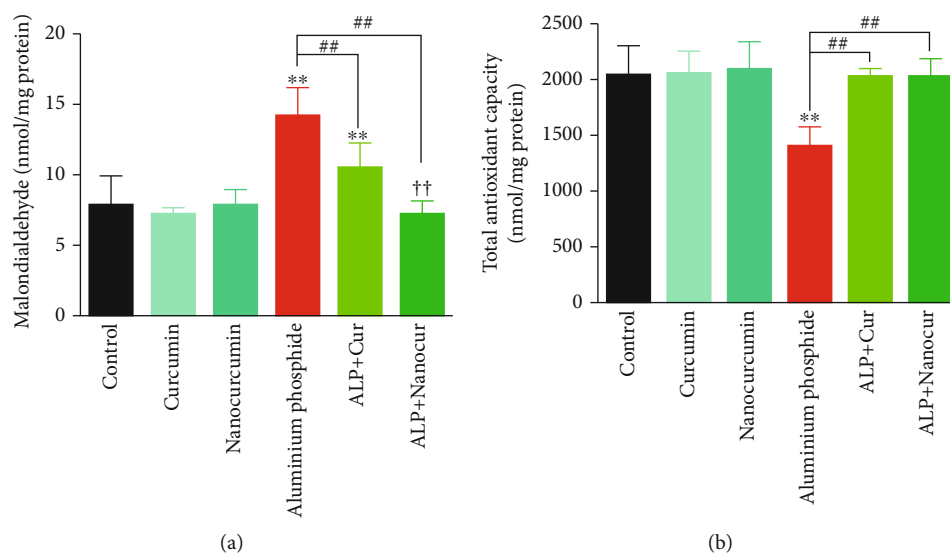 Malondialdehyde (nmol/mg protein)
20
15
10
5
0
##
##
**
**
††
Control
Curcumin
Nanocurcumin
Aluminium phosphide
ALP+Cur
ALP+Nanocur
(a)
Total antioxidant capacity
(nmol/mg protein)
2500
2000
1500
1000
500
0
##
##
**
Control
Curcumin
Nanocurcumin
Aluminium phosphide
ALP+Cur
ALP+Nanocur
(b)